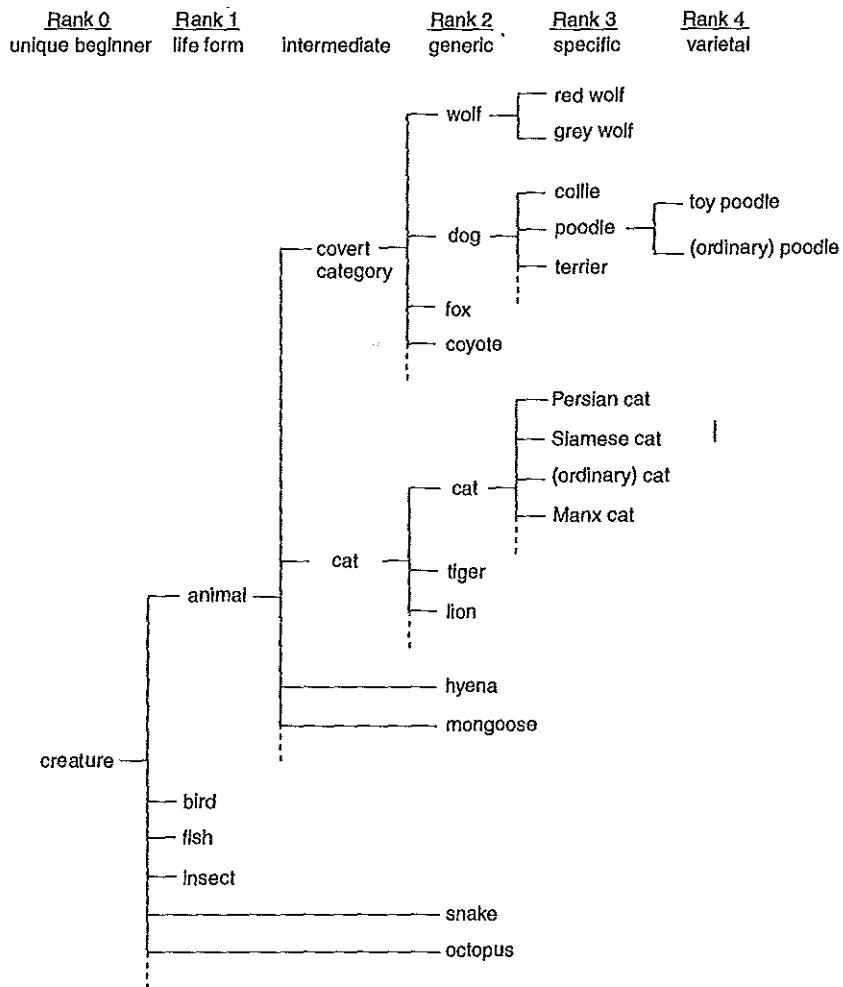 Rank 0 Rank 1 Rank 2 Rank 3 Rank 4
unique beginner life form intermediate generic specific varietal
red wolf
wolf
grey wolf
collie
toy poodle
covert category
dog
poodle
(ordinary) poodle
terrier
fox
coyote
Persian cat
Siamese cat
(ordinary) cat
cat
Manx cat
cat
tiger
animal
lion
hyena
mongoose
creature
bird
fish
insect
snake
octopus